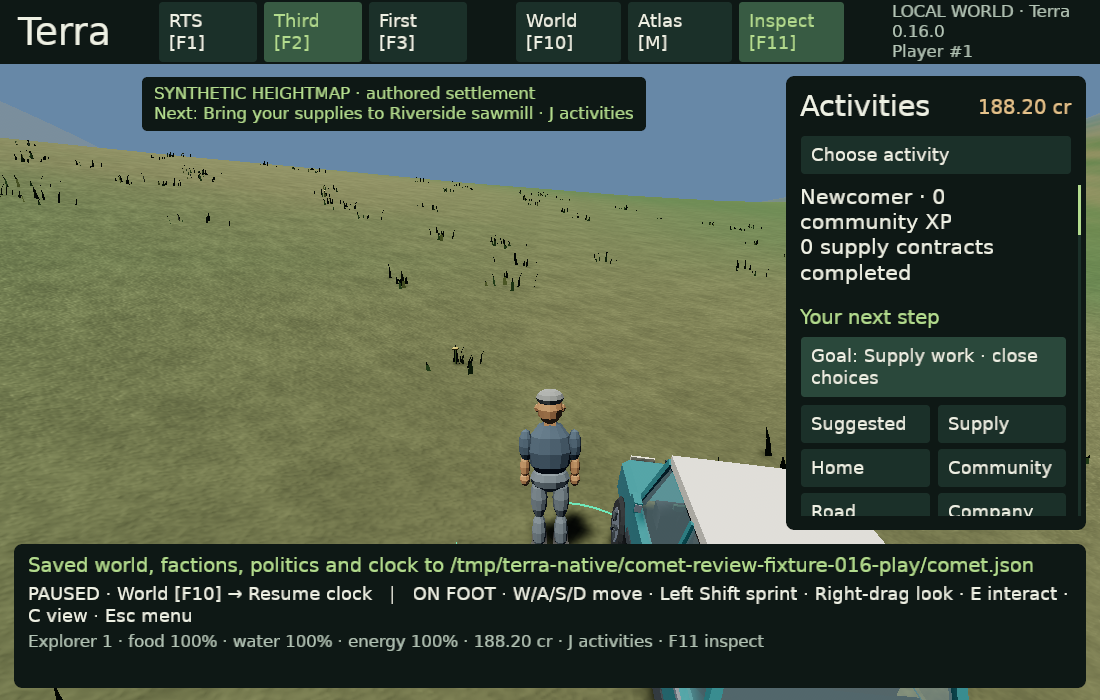 Terra
RTS
[F1]
Third
[F2]
First
[F3]
World
[F10]
Atlas
[M]
Inspect
[F11]
LOCAL WORLD · Terra
0.16.0
Player #1
SYNTHETIC HEIGHTMAP · authored settlement
Next: Bring your supplies to Riverside sawmill · J activities
Activities
188.20 cr
Choose activity
Newcomer · 0
community XP
0 supply contracts
completed
Your next step
Goal: Supply work · close
choices
Suggested
Supply
Home
Community
Road
Company
Saved world, factions, politics and clock to /tmp/terra-native/comet-review-fixture-016-play/comet.json
PAUSED · World [F10] → Resume clock | ON FOOT · W/A/S/D move · Left Shift sprint · Right-drag look · E interact ·
C view · Esc menu
Explorer 1 · food 100% · water 100% · energy 100% · 188.20 cr · J activities · F11 inspect